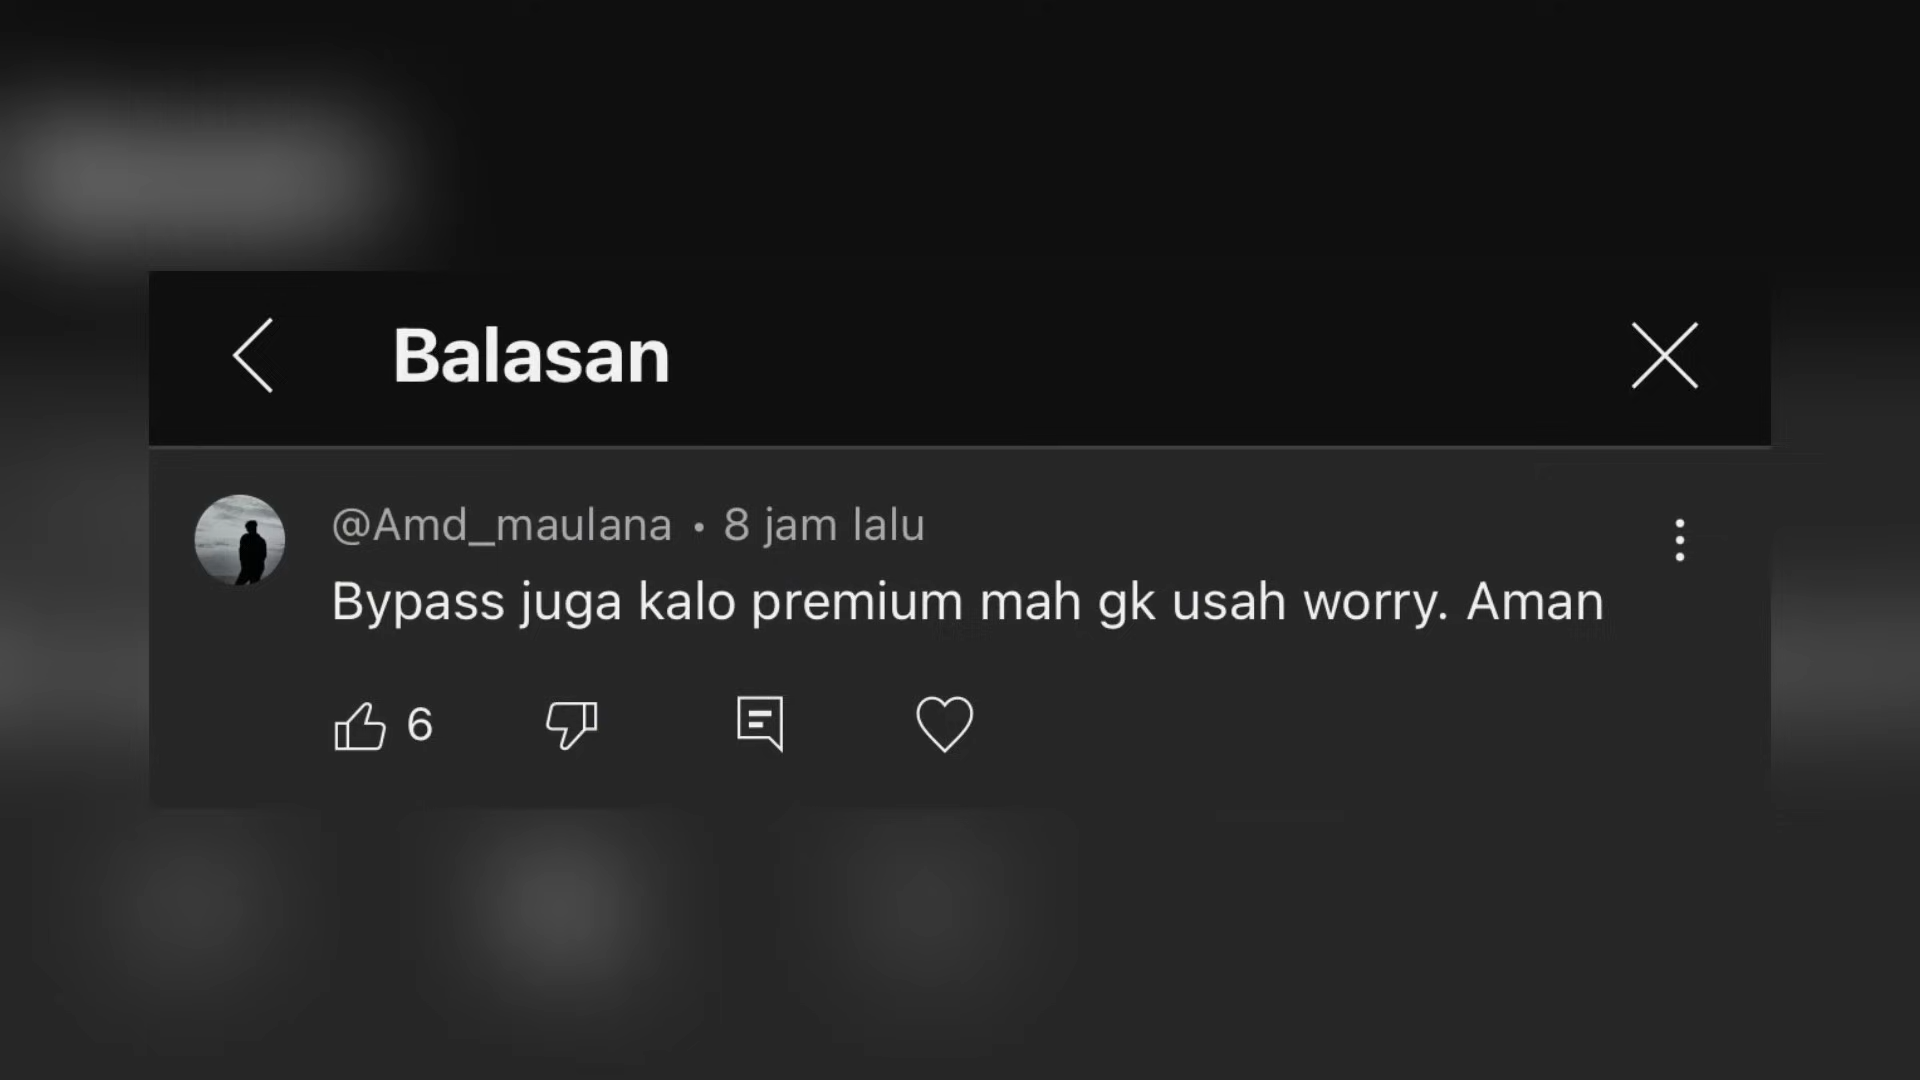 Balasan
@Amd_maulana • 8 jam lalu
Bypass juga kalo premium mah gk usah worry. Aman
6